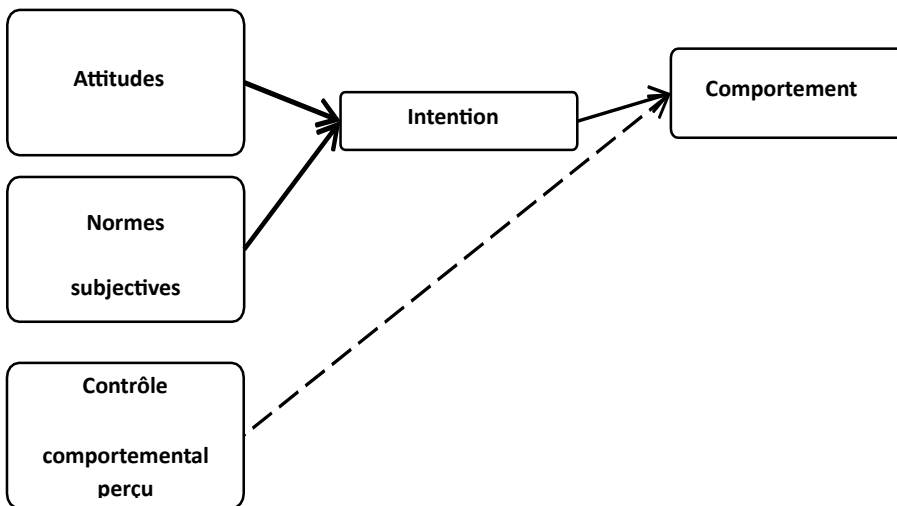 Attitudes
Normes
subjectives
Contrôle
comportemental
perçu
Intention
Comportement